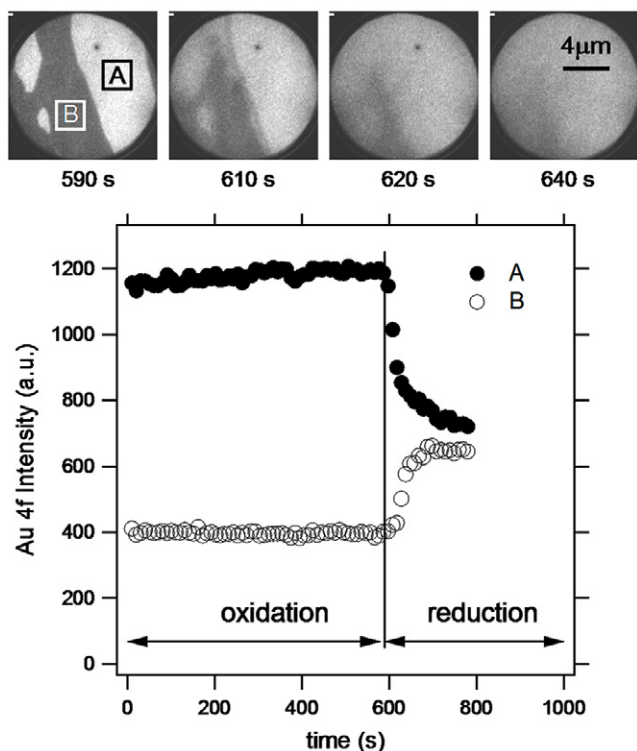 A
B
4μm
590 s
610 s
620 s
640 s
1200
1000
800
600
400
200
0
Au 4f Intensity (a.u.)
A
B
oxidation
reduction
0
200
400
600
800
1000
time (s)